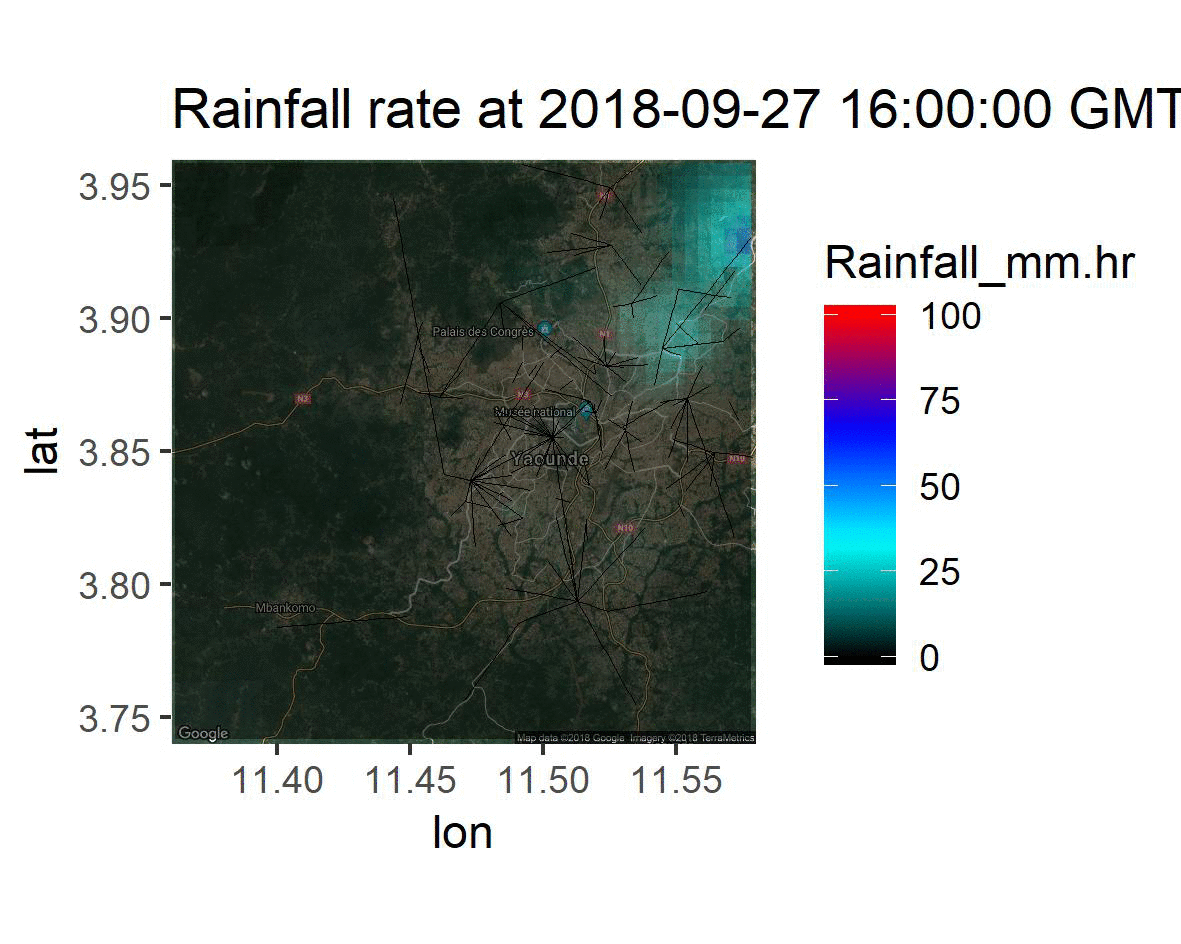 Rainfall rate at 2018-09-27 16:00:00 GMT
3.95
3.90
3.85
3.80
3.75
lat
11.40
11.45
11.50
11.55
lon
Rainfall_mm.hr
100
75
50
25
0
N1
Palais des Congrès
N1
N3
N3
Musée national
Yaounde
N10
N10
Mbankomo
Google
Map data ©2018 Google Imagery ©2018 TerraMetrics